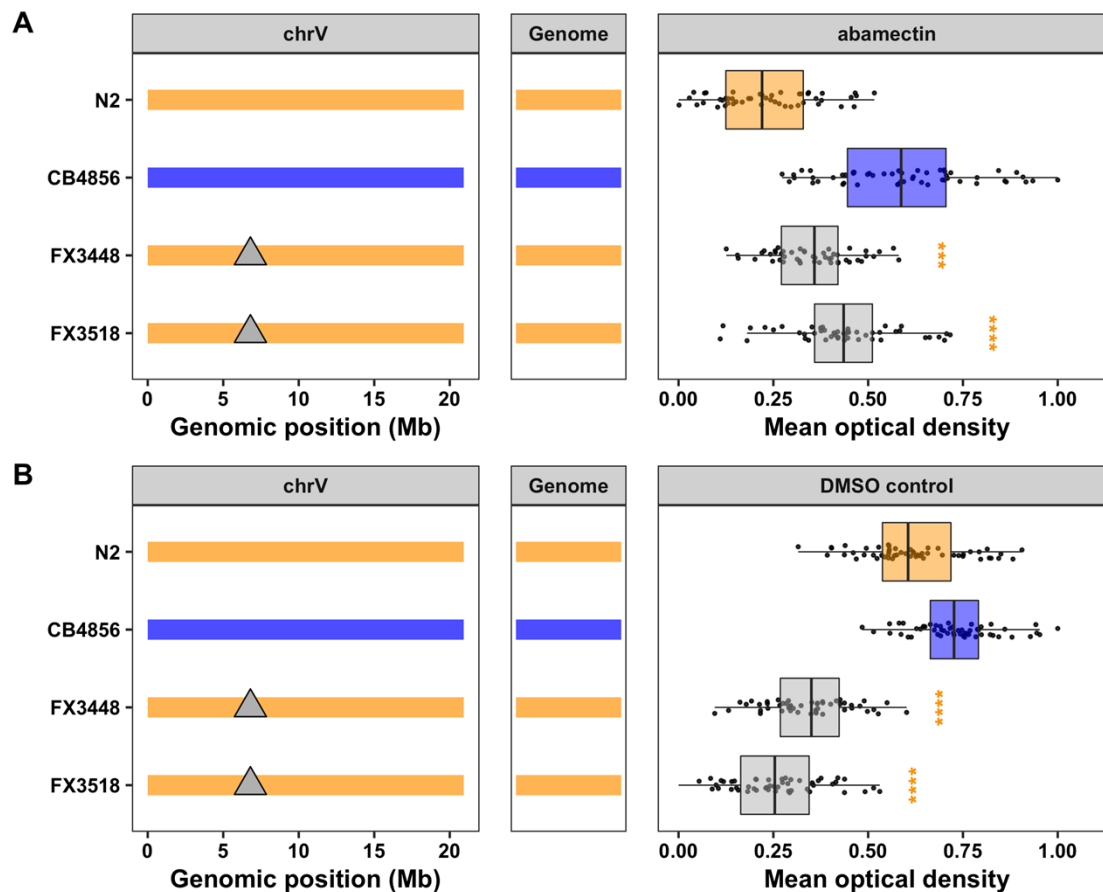 A
chrV Genome abamectin
N2
CB4856
FX3448 ***
FX3518 ****
0 5 10 15 20 0.00 0.25 0.50 0.75 1.00
Genomic position (Mb) Mean optical density
B
chrV Genome DMSO control
N2
CB4856
FX3448 ****
FX3518 ****
0 5 10 15 20 0.00 0.25 0.50 0.75 1.00
Genomic position (Mb) Mean optical density